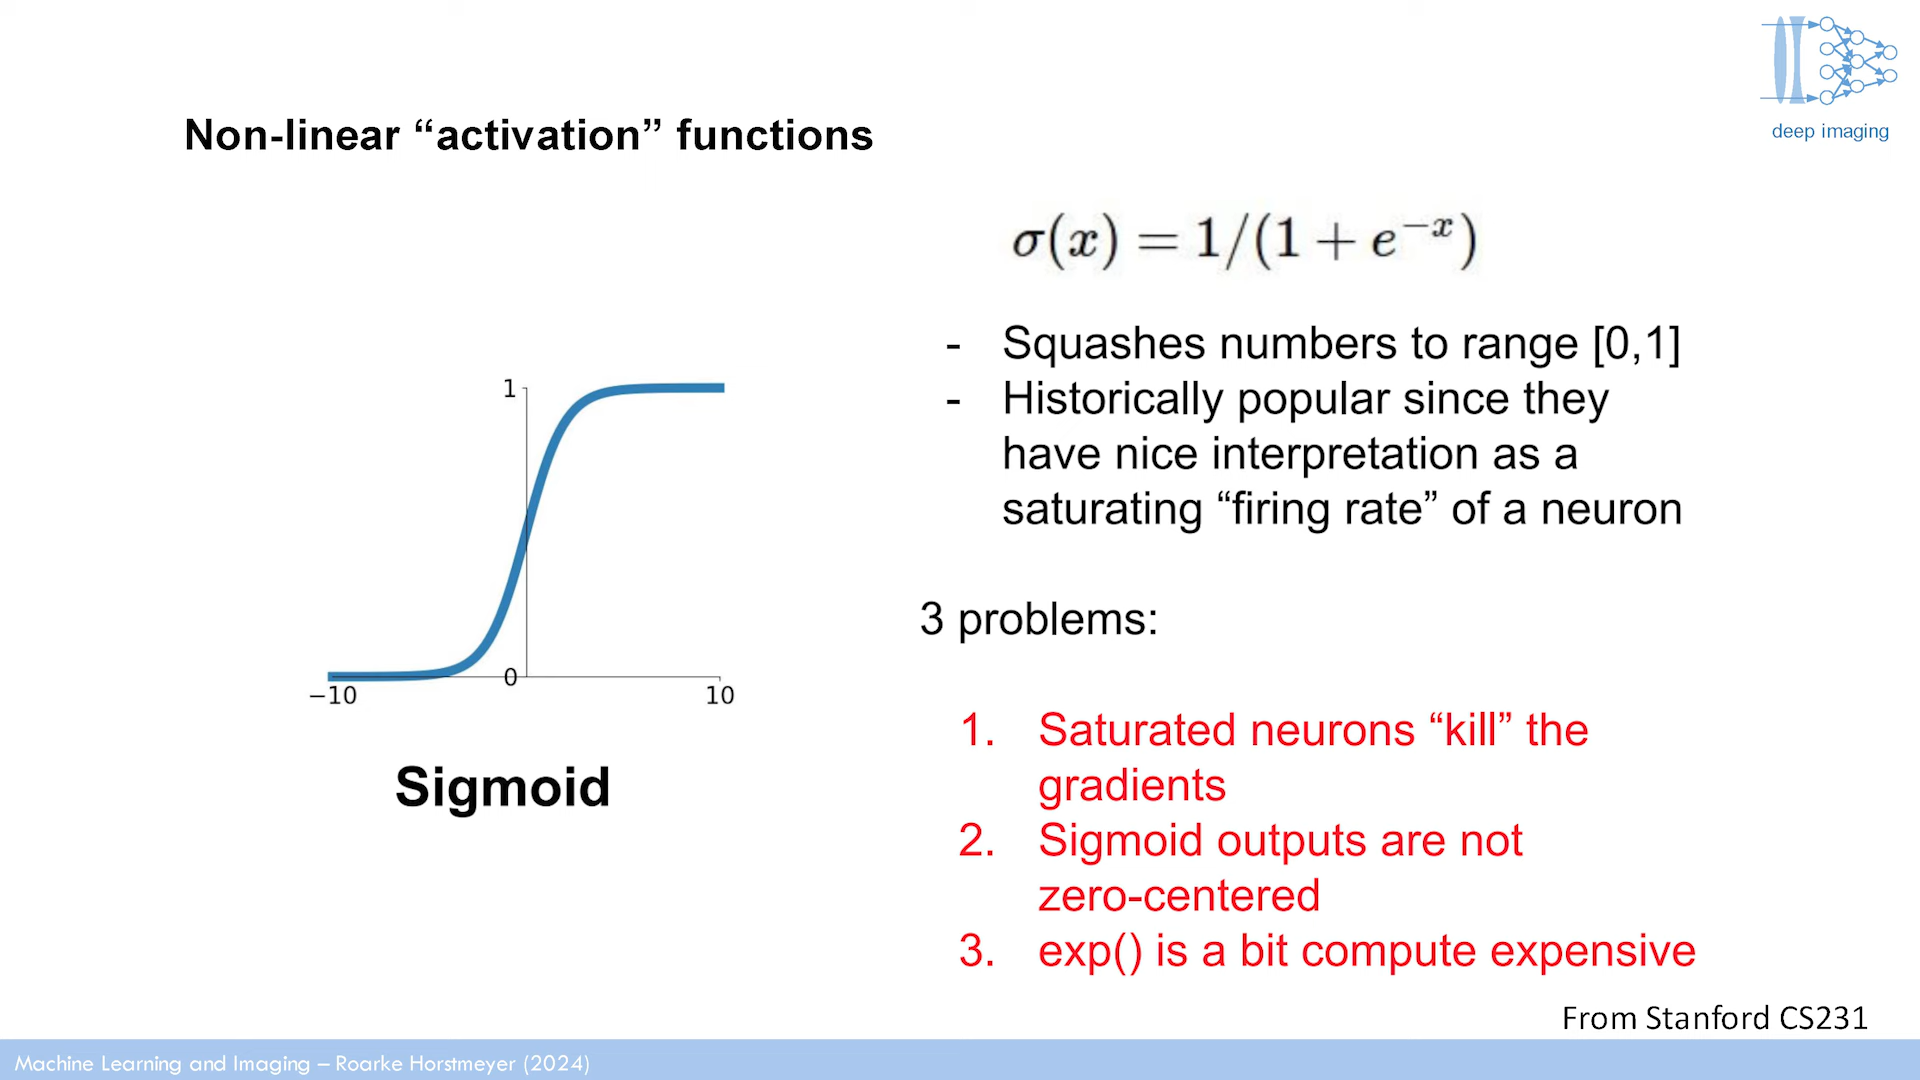 deep imaging
Non-linear “activation” functions
σ(x) = 1/(1 + e^{-x})
- Squashes numbers to range [0,1]
- Historically popular since they
have nice interpretation as a
saturating “firing rate” of a neuron
1
0
−10
10
Sigmoid
3 problems:
1. Saturated neurons “kill” the
gradients
2. Sigmoid outputs are not
zero-centered
3. exp() is a bit compute expensive
From Stanford CS231
Machine Learning and Imaging – Roarke Horstmeyer (2024)